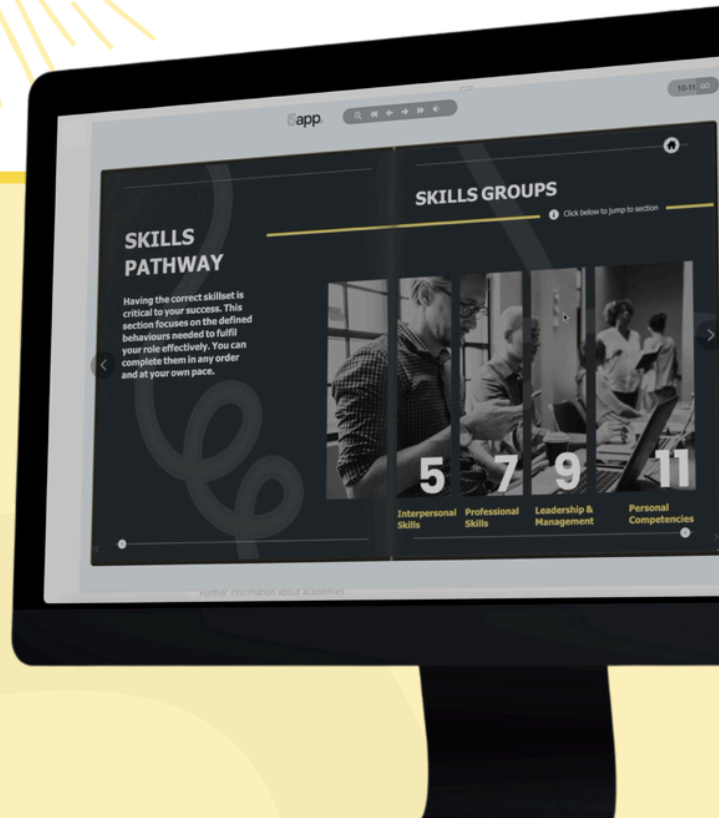 app
10-11
SKILLS GROUPS
Click below to jump to section
SKILLS
PATHWAY
Having the correct skillset is
critical to your success. This
section focuses on the defined
behaviours needed to fulfil
your role effectively. You can
complete them in any order
and at your own pace.
5
7
9
11
Interpersonal
Skills
Professional
Skills
Leadership &
Management
Personal
Competencies
Further information about academies